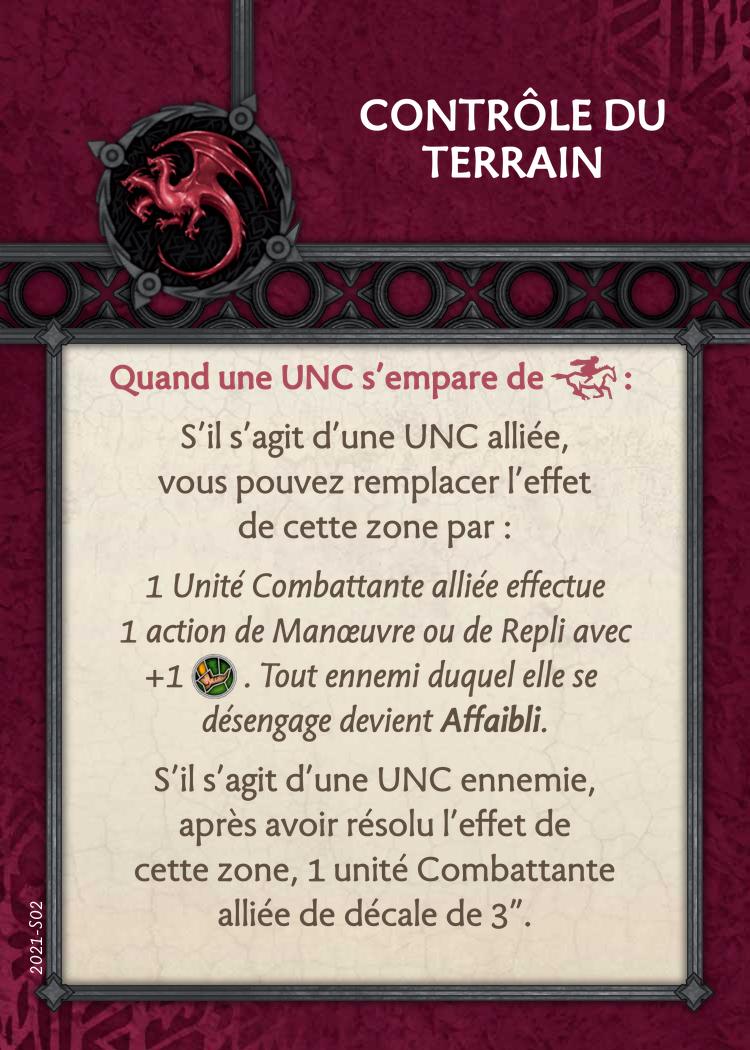 CONTRÔLE DU
TERRAIN
Quand une UNC s’empare de :
S’il s’agit d’une UNC alliée,
vous pouvez remplacer l’effet
de cette zone par :
1 Unité Combattante alliée effectue
1 action de Manœuvre ou de Repli avec
+1 . Tout ennemi duquel elle se
désengage devient Affaibli.
S’il s’agit d’une UNC ennemie,
après avoir résolu l’effet de
cette zone, 1 unité Combattante
alliée de décale de 3”.
2021-S02